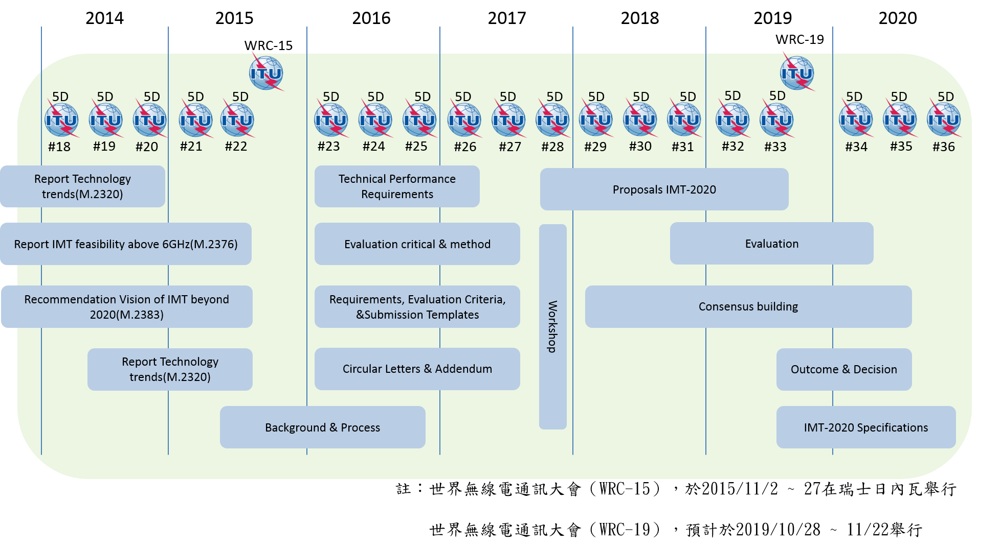 2014 2015 2016 2017 2018 2019 2020
WRC-15 WRC-19
ITU ITU
5D 5D 5D 5D 5D 5D 5D 5D 5D 5D 5D 5D 5D 5D 5D 5D 5D 5D 5D
ITU ITU ITU ITU ITU ITU ITU ITU ITU ITU ITU ITU ITU ITU ITU ITU ITU ITU ITU
#18 #19 #20 #21 #22 #23 #24 #25 #26 #27 #28 #29 #30 #31 #32 #33 #34 #35 #36
Report Technology
trends(M.2320)
Technical Performance
Requirements
Proposals IMT-2020
Report IMT feasibility above 6GHz(M.2376)
Evaluation critical & method
Evaluation
Recommendation Vision of IMT beyond
2020(M.2383)
Requirements, Evaluation Criteria,
&Submission Templates
Workshop
Consensus building
Report Technology
trends(M.2320)
Circular Letters & Addendum
Outcome & Decision
Background & Process
IMT-2020 Specifications
註：世界無線電通訊大會（WRC-15），於2015/11/2 ~ 27在瑞士日內瓦舉行
世界無線電通訊大會（WRC-19），預計於2019/10/28 ~ 11/22舉行